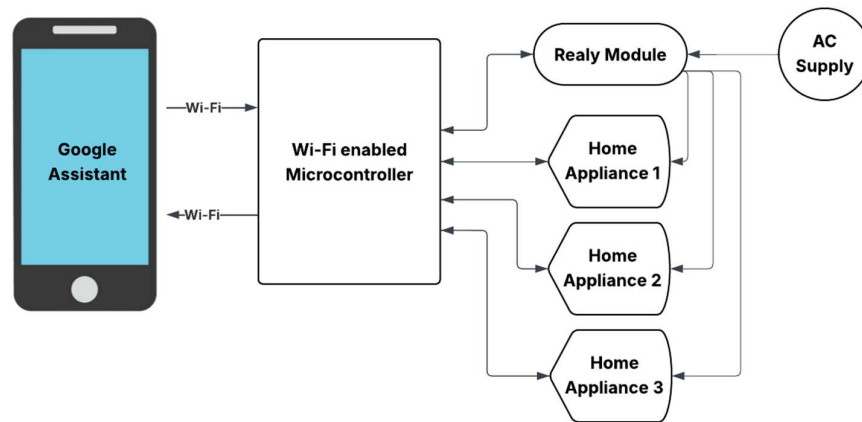 Google
Assistant
Wi-Fi
Wi-Fi
Wi-Fi enabled
Microcontroller
Realy Module
AC
Supply
Home
Appliance 1
Home
Appliance 2
Home
Appliance 3